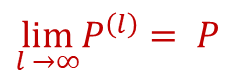 lim l→∞ P^(l) = P